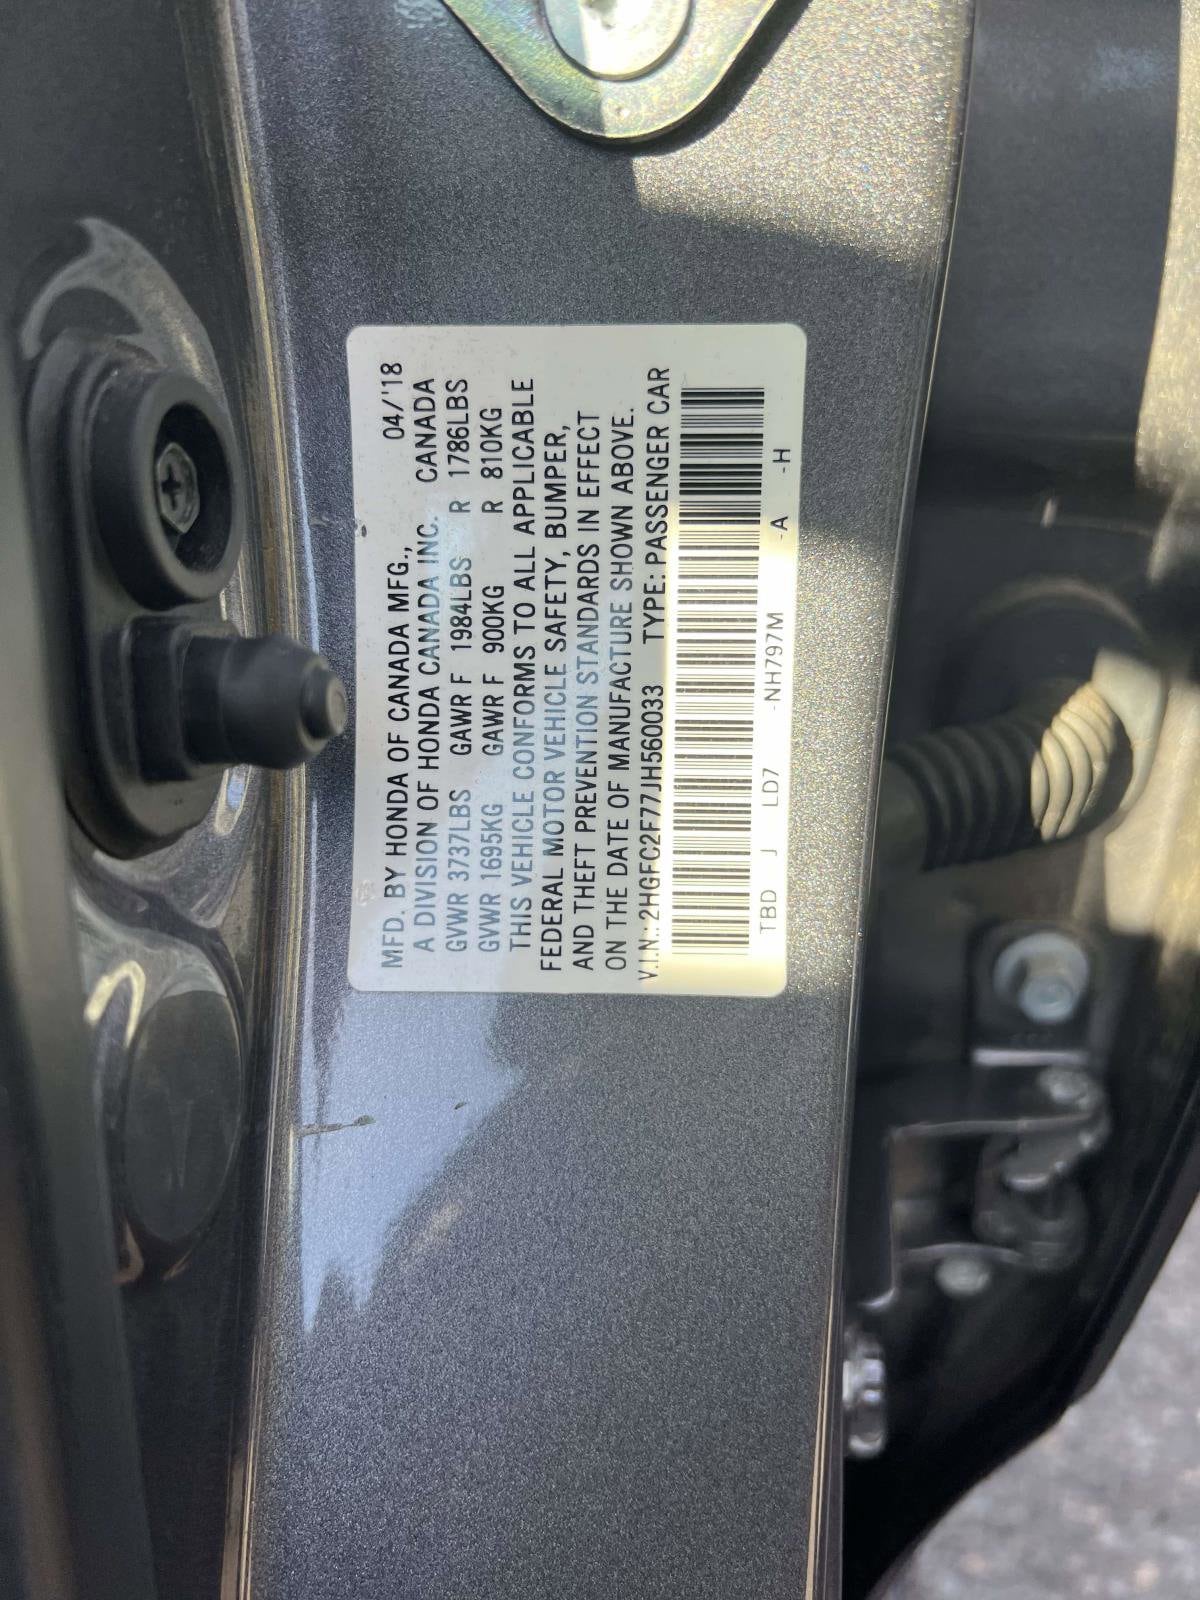 MFD. BY HONDA OF CANADA MFG., 04/'18
A DIVISION OF HONDA CANADA INC. CANADA
GVWR 3737LBS GAWR F 1984LBS R 1786LBS
GVWR 1695KG GAWR F 900KG R 810KG
THIS VEHICLE CONFORMS TO ALL APPLICABLE
FEDERAL MOTOR VEHICLE SAFETY, BUMPER,
AND THEFT PREVENTION STANDARDS IN EFFECT
ON THE DATE OF MANUFACTURE SHOWN ABOVE.
V.I.N.: 2HGFC2F77JH560033 TYPE: PASSENGER CAR
TBD J LD7 -NH797M -A -H